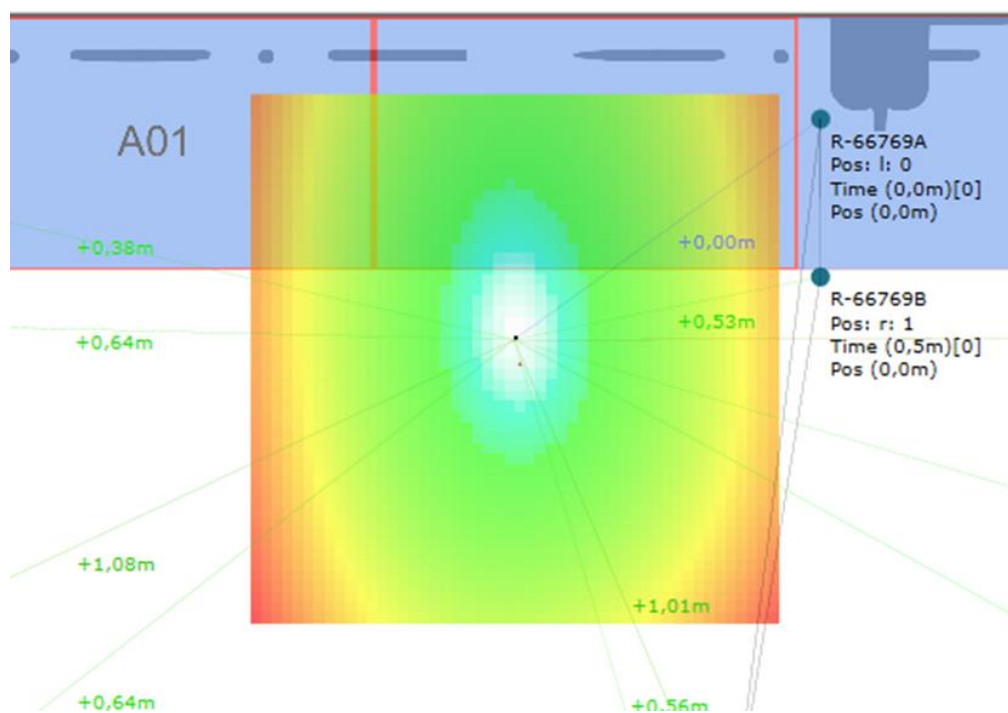 A01
R-66769A
Pos: l: 0
Time (0,0m)[0]
Pos (0,0m)
+0,38m
+0,00m
R-66769B
Pos: r: 1
Time (0,5m)[0]
Pos (0,0m)
+0,64m
+0,53m
+1,08m
+1,01m
+0,64m
+0,56m